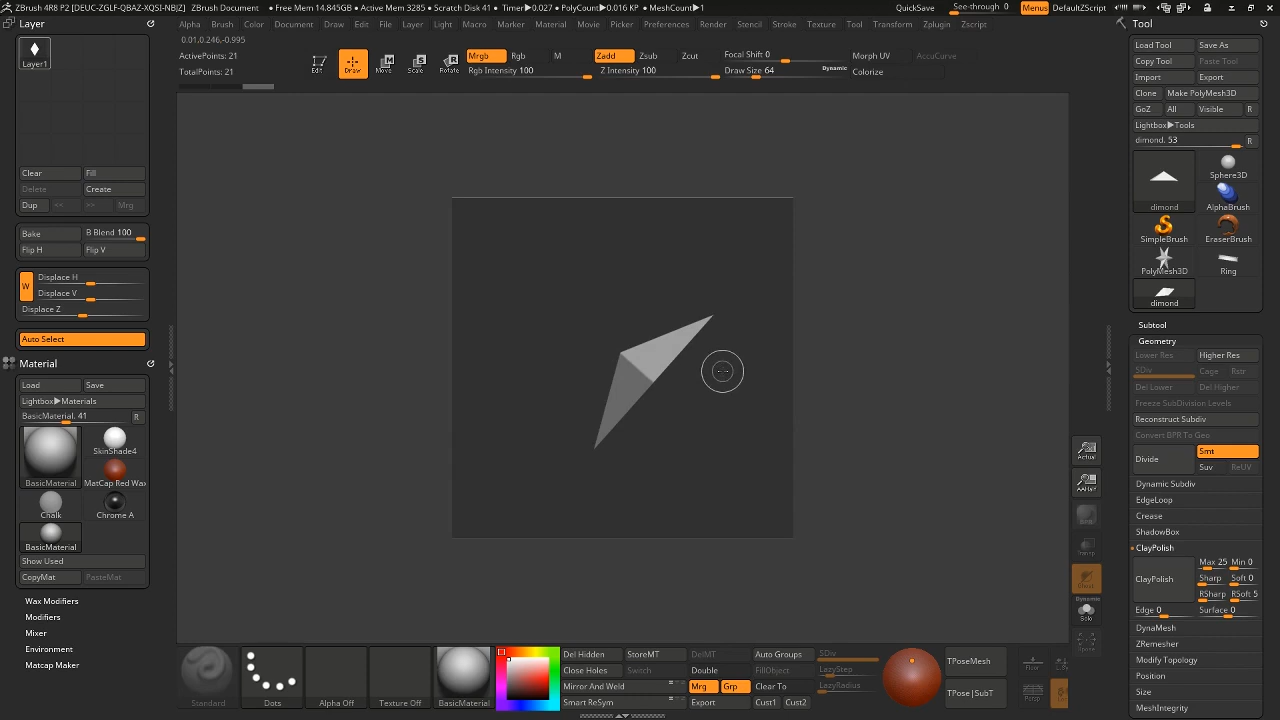 ZBrush 4R8 P2 [DEUC-ZGLF-QBAZ-XQSI-NBJZ] ZBrush Document • Free Mem 14.845GB • Active Mem 3285 • Scratch Disk 41 • Timer▶0.027 • PolyCount▶0.016 KP • MeshCount▶1
QuickSave See-through 0 Menus DefaultZScript
Layer
Alpha Brush Color Document Draw Edit File Layer Light Macro Marker Material Movie Picker Preferences Render Stencil Stroke Texture Tool Transform Zplugin Zscript
Tool
0.01,0.246,-0.995
Layer1
ActivePoints: 21
TotalPoints: 21
Edit Draw Move Scale Rotate
Mrgb Rgb M
Rgb Intensity 100
Zadd Zsub Zcut
Z Intensity 100
Focal Shift 0
Draw Size 64 Dynamic
Morph UV AccuCurve
Colorize
Load Tool Save As
Copy Tool Paste Tool
Import Export
Clone Make PolyMesh3D
GoZ All Visible R
Lightbox▶Tools
dimond. 53 R
dimond Sphere3D
AlphaBrush
SimpleBrush EraserBrush
PolyMesh3D Ring
dimond
Clear Fill
Delete Create
Dup << >> Mrg
Bake B Blend 100
Flip H Flip V
W Displace H
Displace V
Displace Z
Auto Select
Material
Load Save
Lightbox▶Materials
BasicMaterial. 41 R
BasicMaterial SkinShade4
MatCap Red Wax
Chalk Chrome A
BasicMaterial
Show Used
CopyMat PasteMat
Wax Modifiers
Modifiers
Mixer
Environment
Matcap Maker
Subtool
Geometry
Lower Res Higher Res
SDiv Cage Rstr
Del Lower Del Higher
Freeze SubDivision Levels
Reconstruct Subdiv
Convert BPR To Geo
Divide Smt
Suv ReUV
Dynamic Subdiv
EdgeLoop
Crease
ShadowBox
ClayPolish
ClayPolish Max 25 Min 0
Sharp Soft 0
RSharp RSoft 5
Edge 0 Surface 0
DynaMesh
ZRemesher
Modify Topology
Position
Size
MeshIntegrity
Actual
AAHalf
Transp
Ghost
Dynamic
Solo
Xpose
Standard Dots Alpha Off Texture Off BasicMaterial
Del Hidden StoreMT DelMT Auto Groups
Close Holes Switch Double FillObject
Mirror And Weld Mrg Grp Clear To
Smart ReSym Export Cust1 Cust2
SDiv
LazyStep
LazyRadius
TPoseMesh
TPose|SubT
Floor
Persp